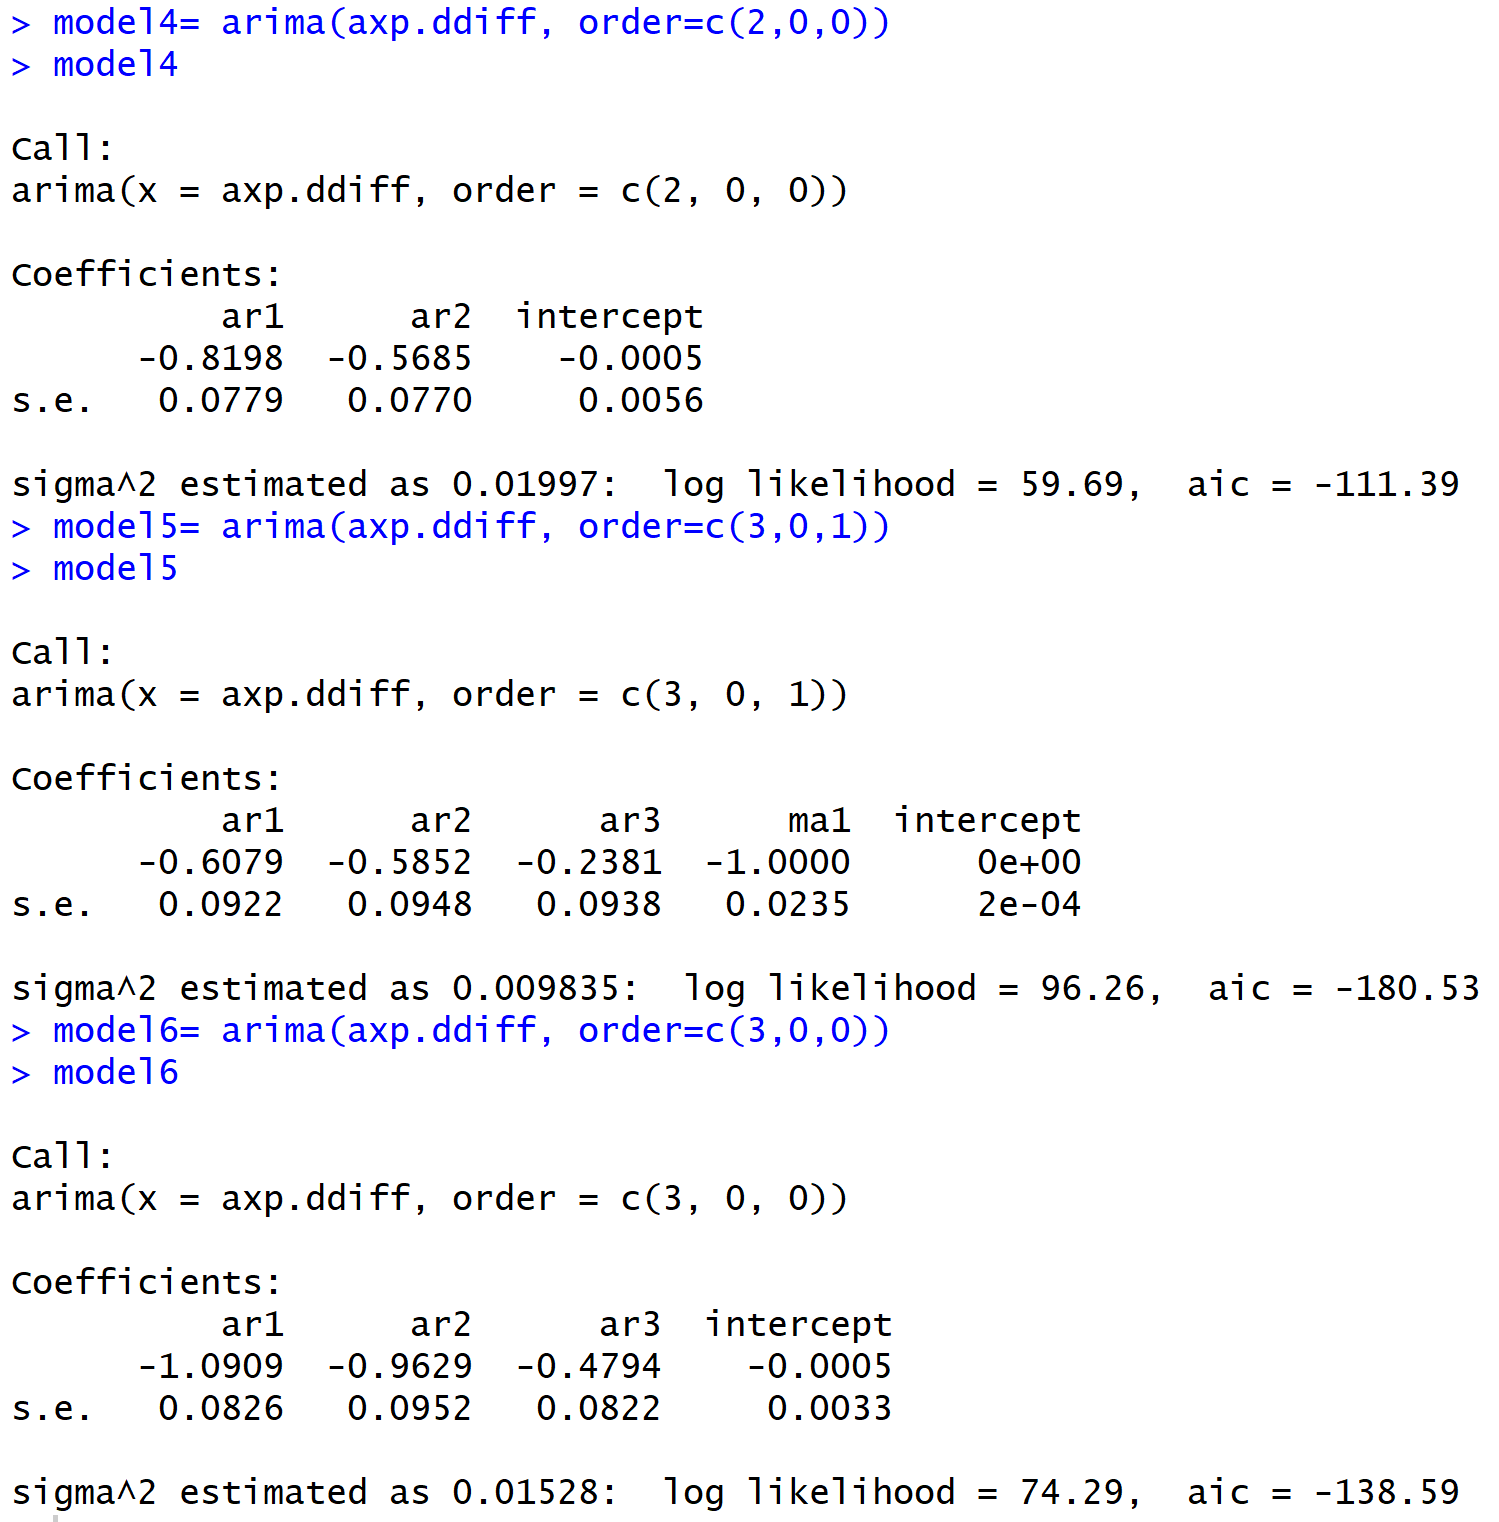 > model4= arima(axp.ddiff, order=c(2,0,0))
> model4
Call:
arima(x = axp.ddiff, order = c(2, 0, 0))
Coefficients:
          ar1      ar2  intercept
      -0.8198  -0.5685    -0.0005
s.e.   0.0779   0.0770     0.0056
sigma^2 estimated as 0.01997:  log likelihood = 59.69,  aic = -111.39
> model5= arima(axp.ddiff, order=c(3,0,1))
> model5
Call:
arima(x = axp.ddiff, order = c(3, 0, 1))
Coefficients:
          ar1      ar2      ar3      ma1  intercept
      -0.6079  -0.5852  -0.2381  -1.0000      0e+00
s.e.   0.0922   0.0948   0.0938   0.0235      2e-04
sigma^2 estimated as 0.009835:  log likelihood = 96.26,  aic = -180.53
> model6= arima(axp.ddiff, order=c(3,0,0))
> model6
Call:
arima(x = axp.ddiff, order = c(3, 0, 0))
Coefficients:
          ar1      ar2      ar3  intercept
      -1.0909  -0.9629  -0.4794    -0.0005
s.e.   0.0826   0.0952   0.0822     0.0033
sigma^2 estimated as 0.01528:  log likelihood = 74.29,  aic = -138.59